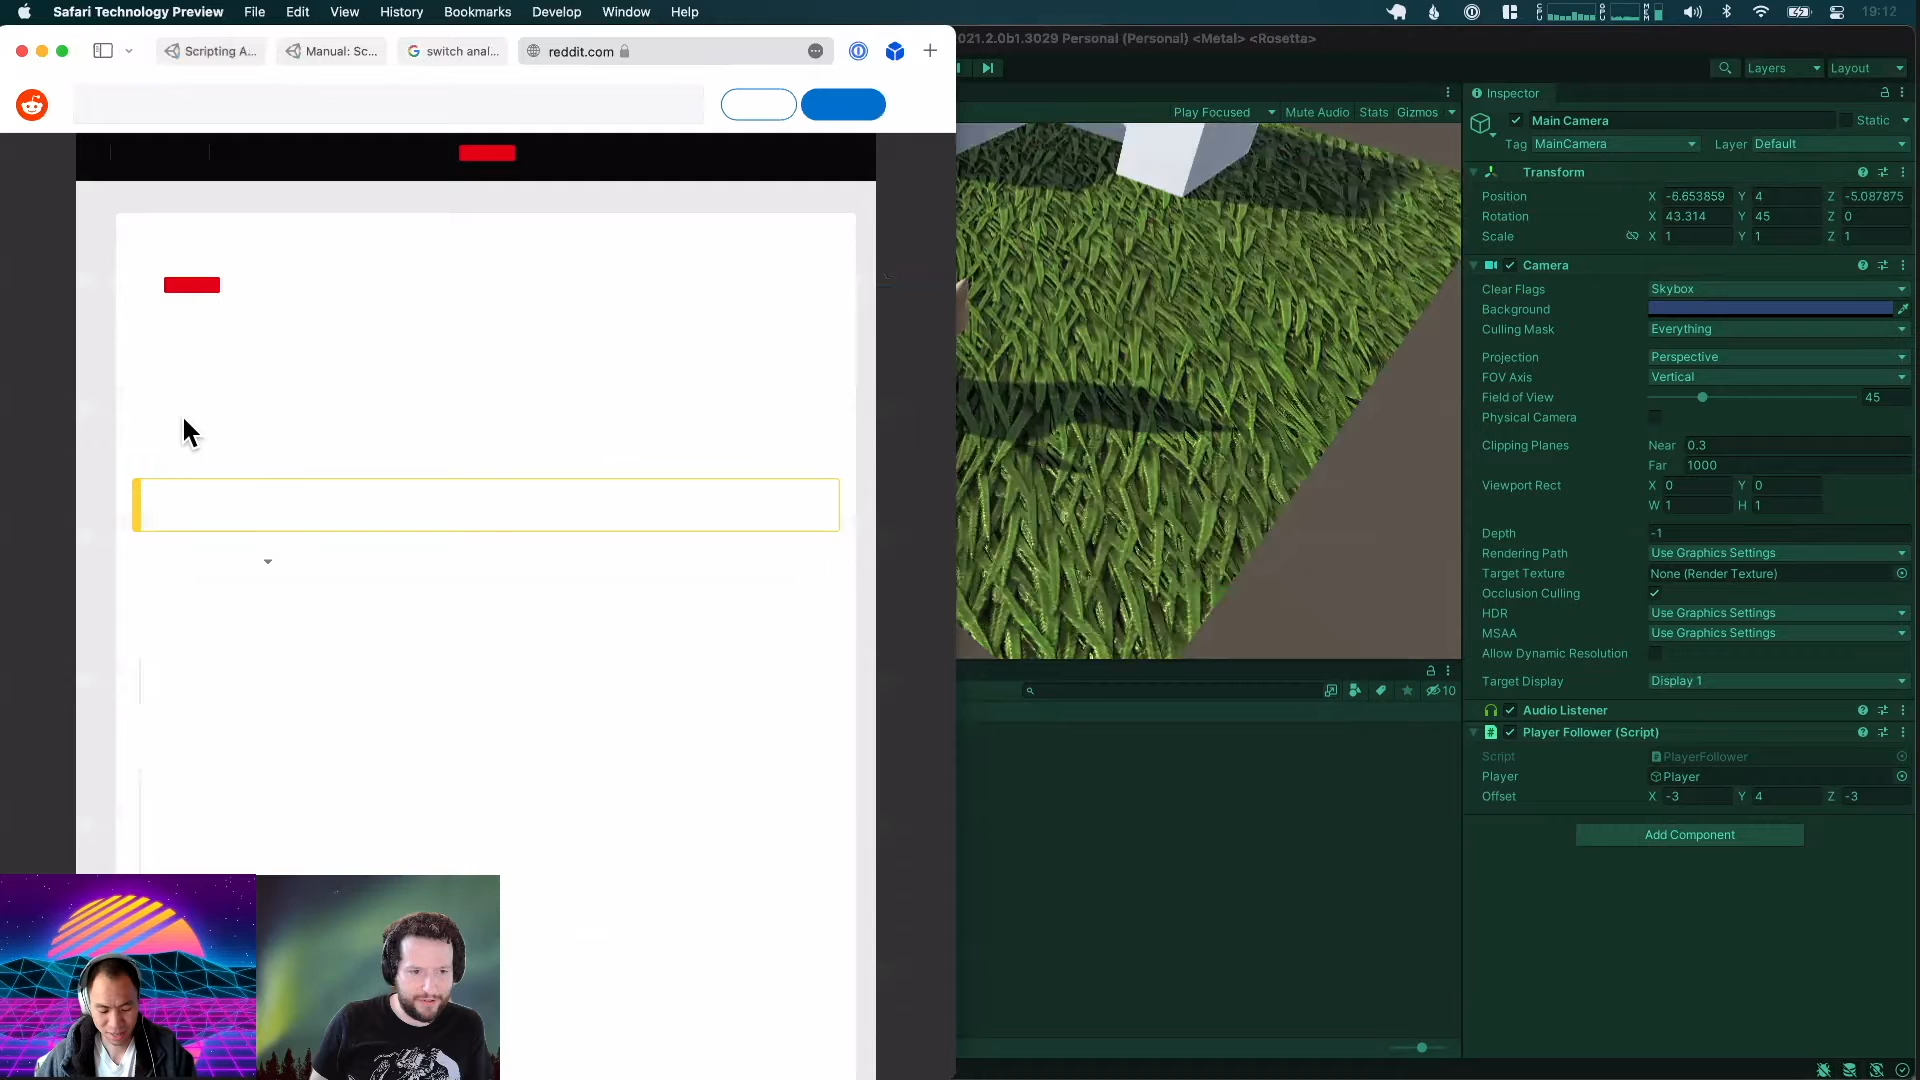 Safari Technology Preview File Edit View History Bookmarks Develop Window Help 19:12
Scripting A... Manual: Sc... switch anal... reddit.com
021.2.0b1.3029 Personal (Personal) <Metal> <Rosetta>
Layers Layout
Play Focused Mute Audio Stats Gizmos
10
Inspector
Main Camera Static
Tag MainCamera Layer Default
Transform
Position X -6.653859 Y 4 Z -5.087875
Rotation X 43.314 Y 45 Z 0
Scale X 1 Y 1 Z 1
Camera
Clear Flags Skybox
Background
Culling Mask Everything
Projection Perspective
FOV Axis Vertical
Field of View 45
Physical Camera
Clipping Planes Near 0.3
Far 1000
Viewport Rect X 0 Y 0
W 1 H 1
Depth -1
Rendering Path Use Graphics Settings
Target Texture None (Render Texture)
Occlusion Culling
HDR Use Graphics Settings
MSAA Use Graphics Settings
Allow Dynamic Resolution
Target Display Display 1
Audio Listener
Player Follower (Script)
Script PlayerFollower
Player Player
Offset X -3 Y 4 Z -3
Add Component